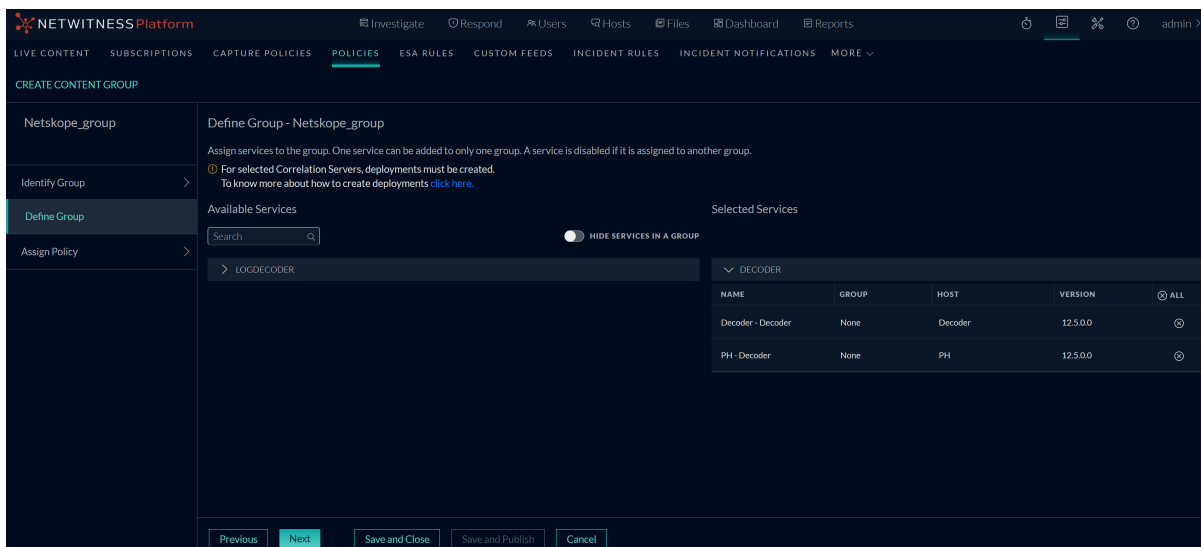 NETWITNESS Platform
Investigate Respond Users Hosts Files Dashboard Reports admin
LIVE CONTENT SUBSCRIPTIONS CAPTURE POLICIES POLICIES ESA RULES CUSTOM FEEDS INCIDENT RULES INCIDENT NOTIFICATIONS MORE
CREATE CONTENT GROUP
Netskope_group
Identify Group
Define Group
Assign Policy
Define Group - Netskope_group
Assign services to the group. One service can be added to only one group. A service is disabled if it is assigned to another group.
For selected Correlation Servers, deployments must be created.
To know more about how to create deployments click here.
Available Services
Search
HIDE SERVICES IN A GROUP
LOGDECODER
Selected Services
DECODER
NAME GROUP HOST VERSION ALL
Decoder - Decoder None Decoder 12.5.0.0
PH - Decoder None PH 12.5.0.0
Previous Next Save and Close Save and Publish Cancel